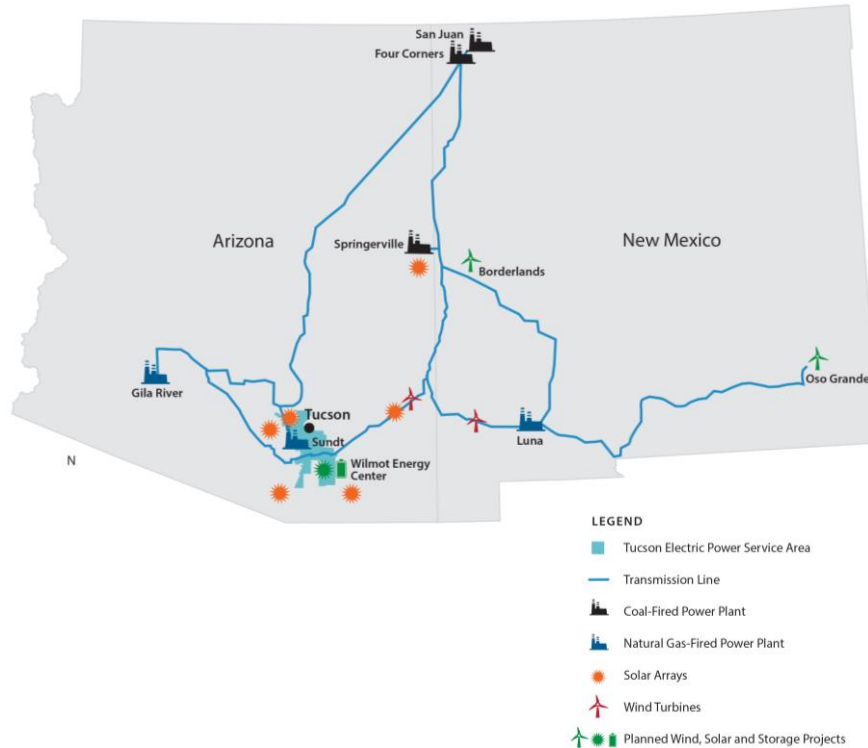 San Juan
Four Corners
Arizona
New Mexico
Springerville
Borderlands
Gila River
Oso Grande
Tucson
Sundt
Luna
N
Wilmot Energy
Center
LEGEND
Tucson Electric Power Service Area
Transmission Line
Coal-Fired Power Plant
Natural Gas-Fired Power Plant
Solar Arrays
Wind Turbines
Planned Wind, Solar and Storage Projects